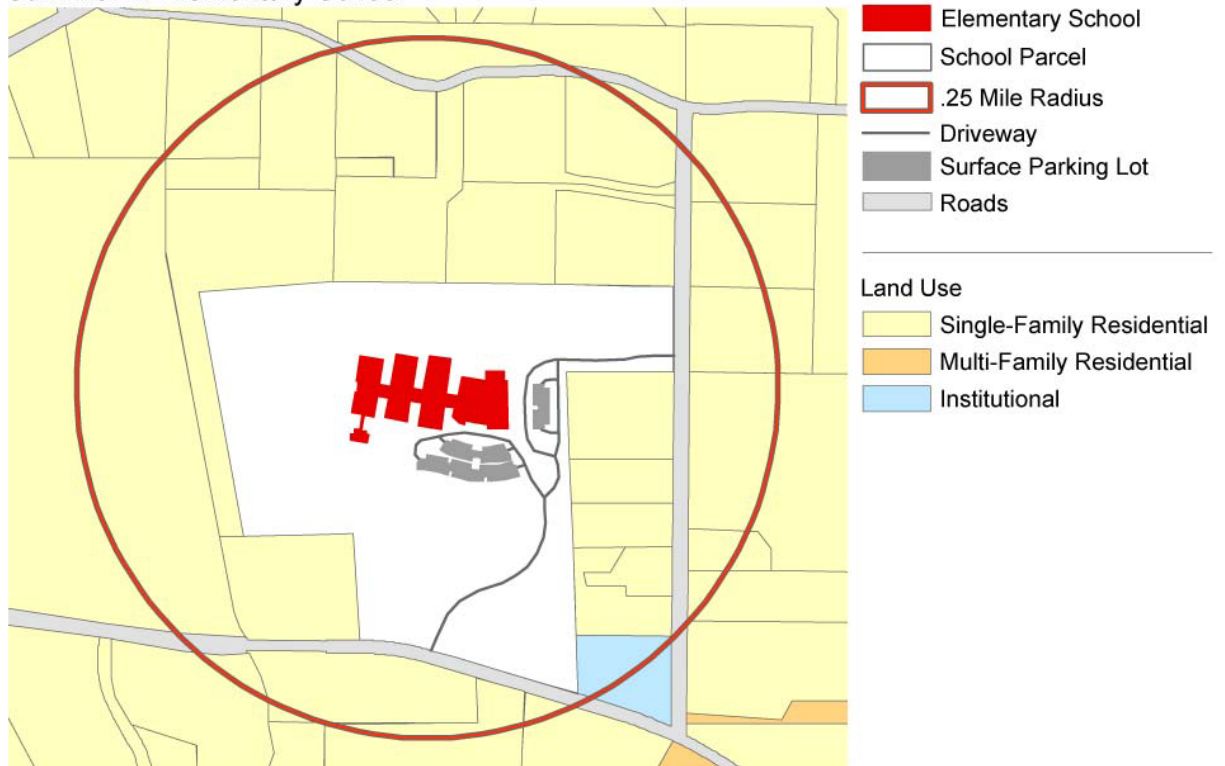 Elementary School
School Parcel
.25 Mile Radius
Driveway
Surface Parking Lot
Roads
Land Use
Single-Family Residential
Multi-Family Residential
Institutional